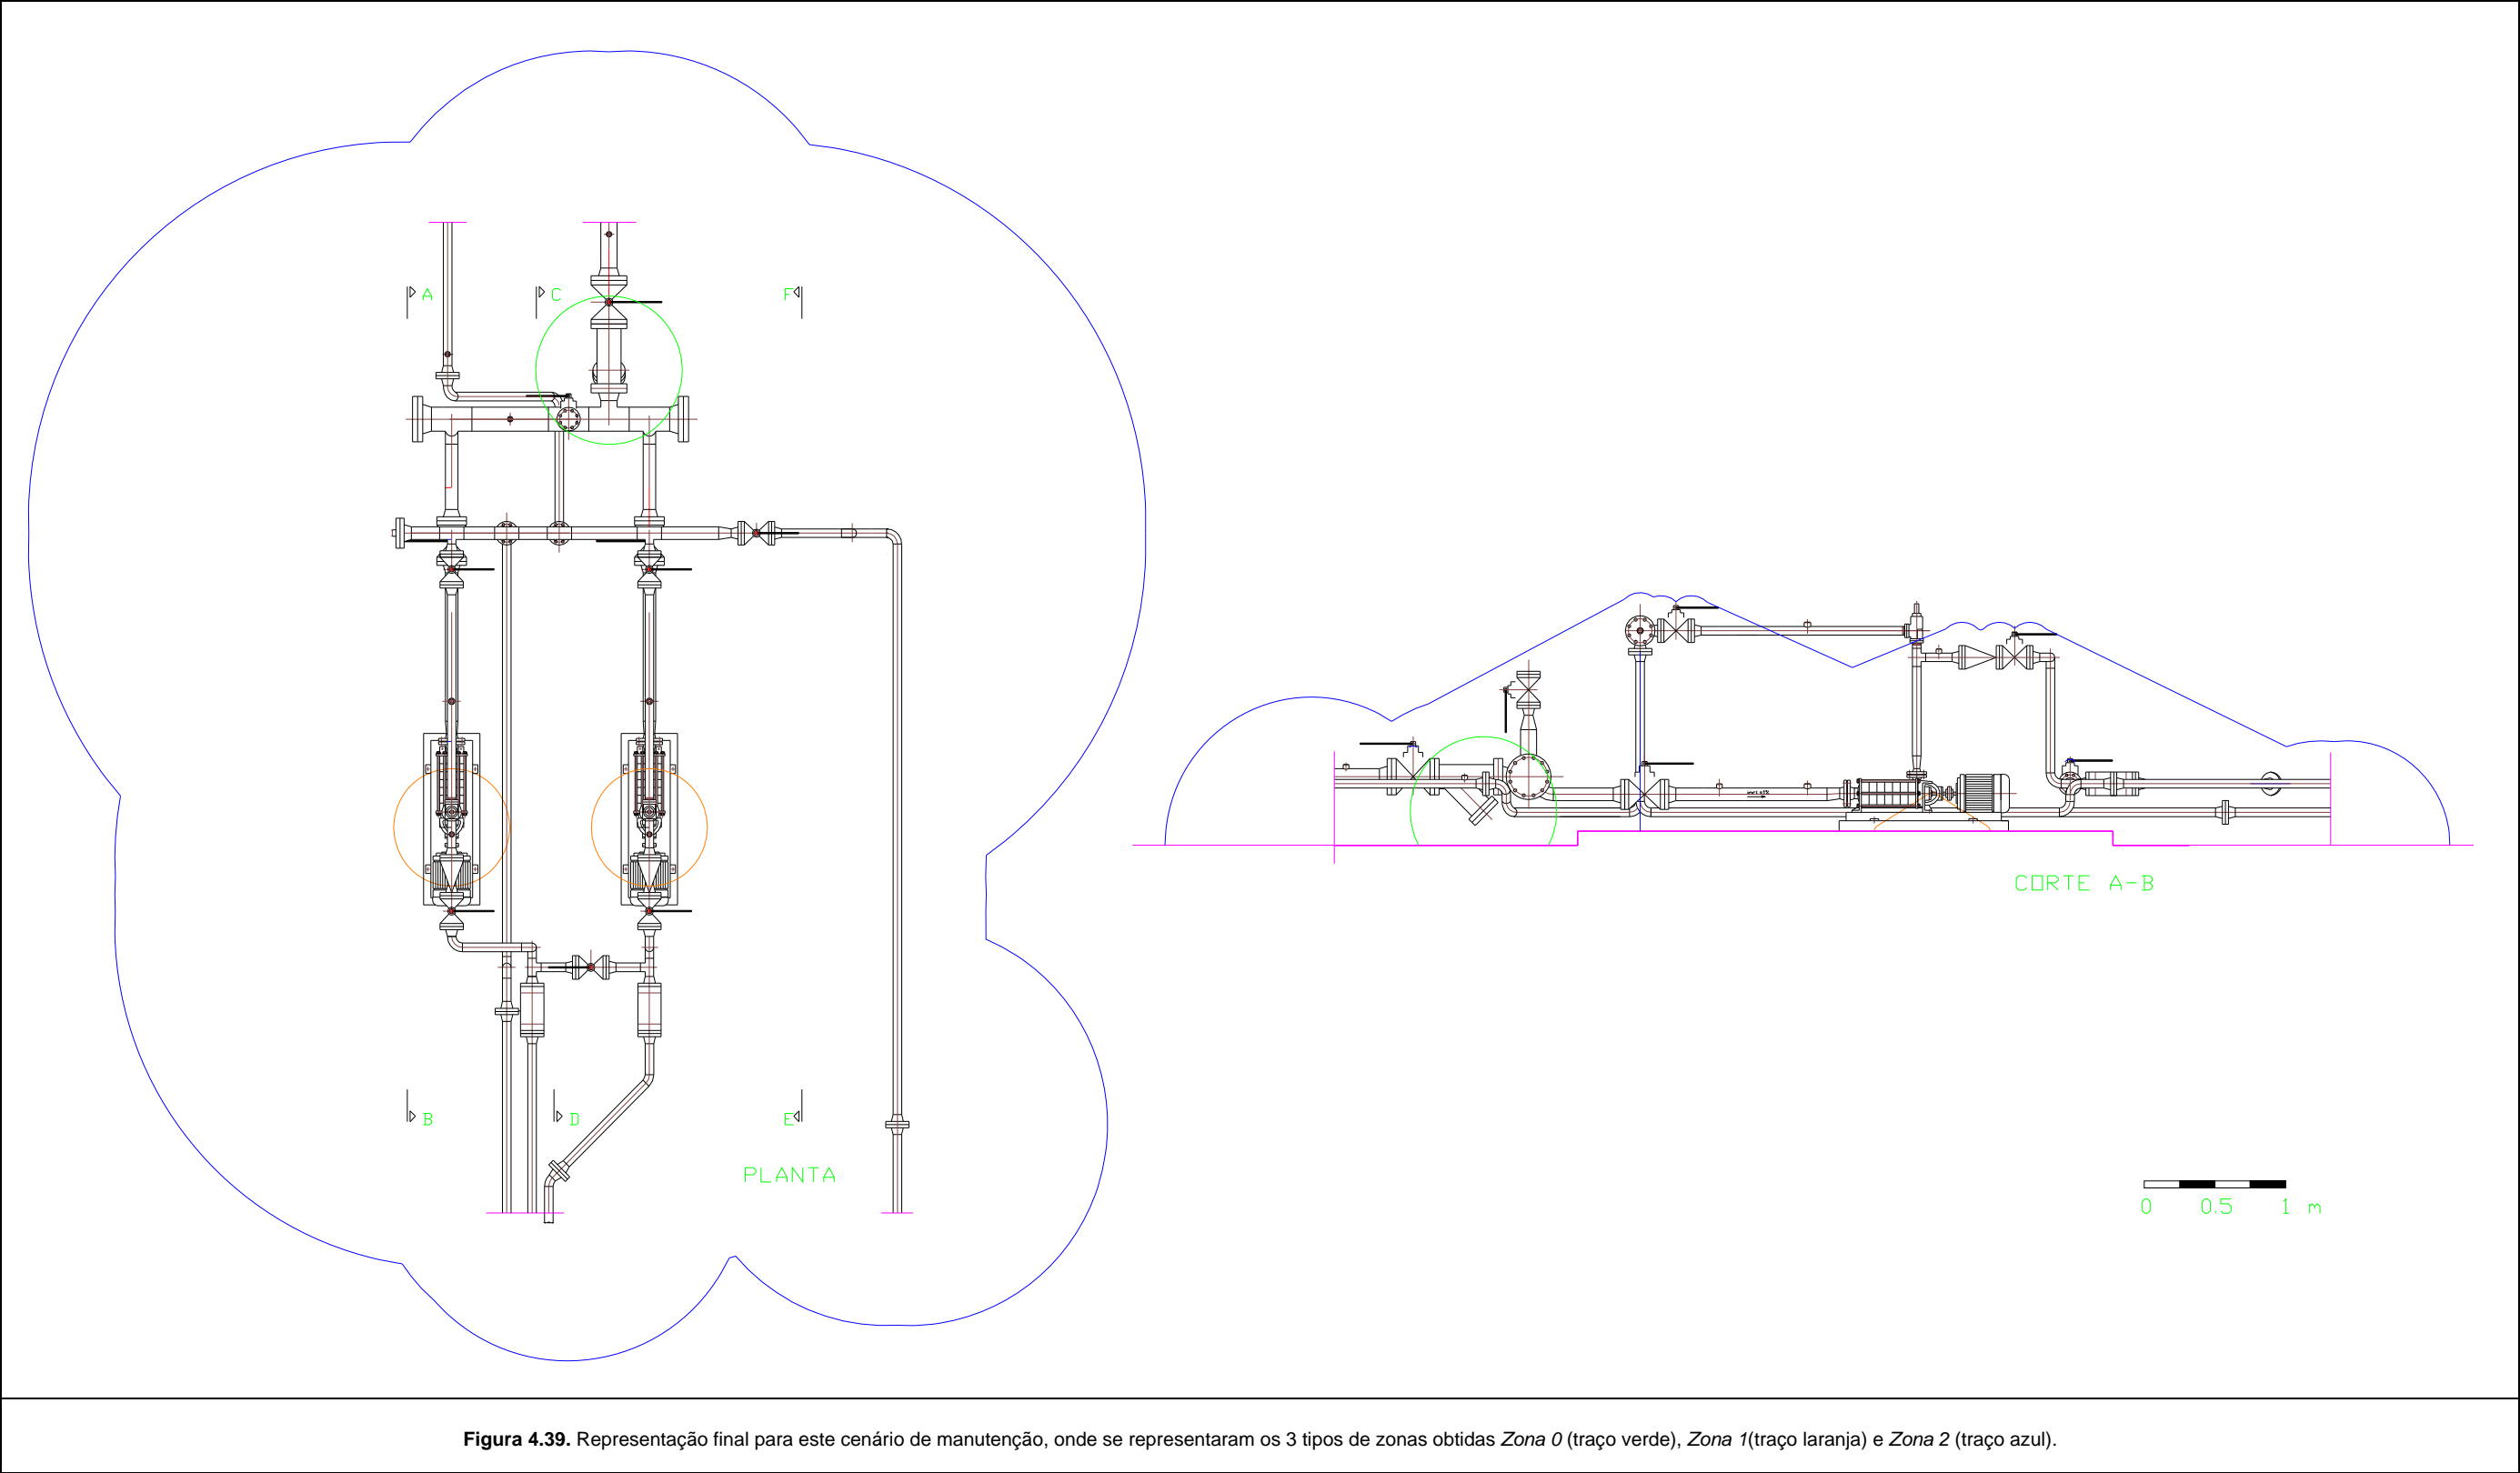 A
C
F
B
D
E
PLANTA
CORTE A-B
0 0.5 1 m
Figura 4.39. Representação final para este cenário de manutenção, onde se representaram os 3 tipos de zonas obtidas Zona 0 (traço verde), Zona 1(traço laranja) e Zona 2 (traço azul).